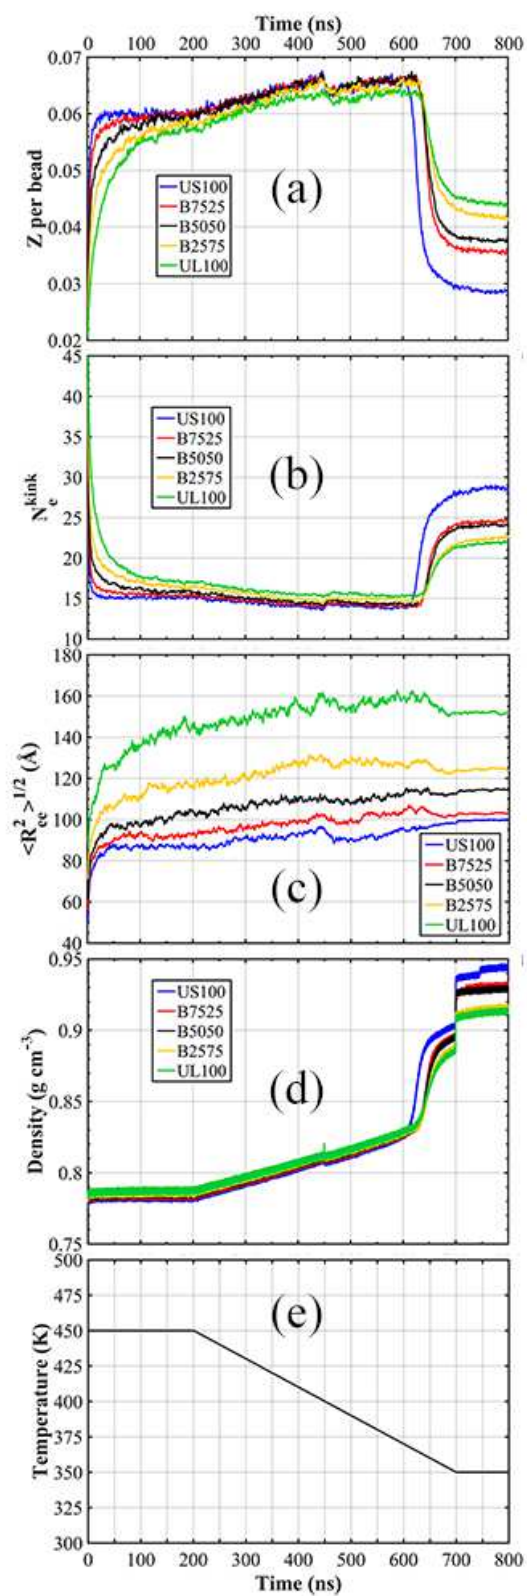 Time (ns)
0 100 200 300 400 500 600 700 800
0.07
0.06
0.05
0.04
0.03
0.02
Z per bead
US100
B7525
B5050
B2575
UL100
(a)
45
40
35
30
25
20
15
10
N_e^kink
US100
B7525
B5050
B2575
UL100
(b)
180
160
140
120
100
80
60
40
<R_ee^2>^1/2 (Å)
US100
B7525
B5050
B2575
UL100
(c)
0.95
0.9
0.85
0.8
0.75
Density (g cm⁻³)
US100
B7525
B5050
B2575
UL100
(d)
500
475
450
425
400
375
350
325
300
Temperature (K)
(e)
0 100 200 300 400 500 600 700 800
Time (ns)